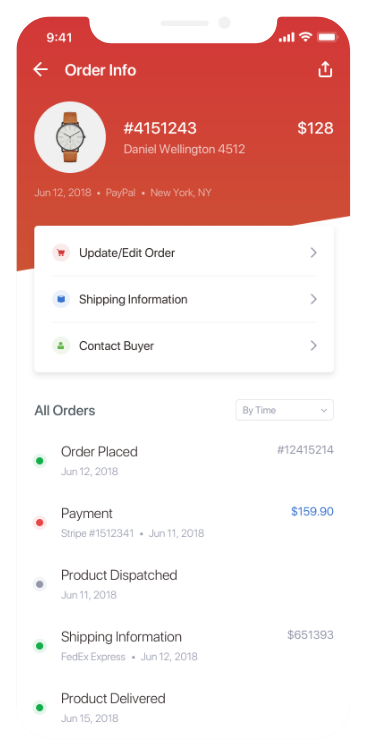 9:41
Order Info
#4151243 $128
Daniel Wellington 4512
Jun 12, 2018 • PayPal • New York, NY
Update/Edit Order
Shipping Information
Contact Buyer
All Orders By Time
Order Placed #12415214
Jun 12, 2018
Payment $159.90
Stripe #1512341 • Jun 11, 2018
Product Dispatched
Jun 11, 2018
Shipping Information $651393
FedEx Express • Jun 12, 2018
Product Delivered
Jun 15, 2018